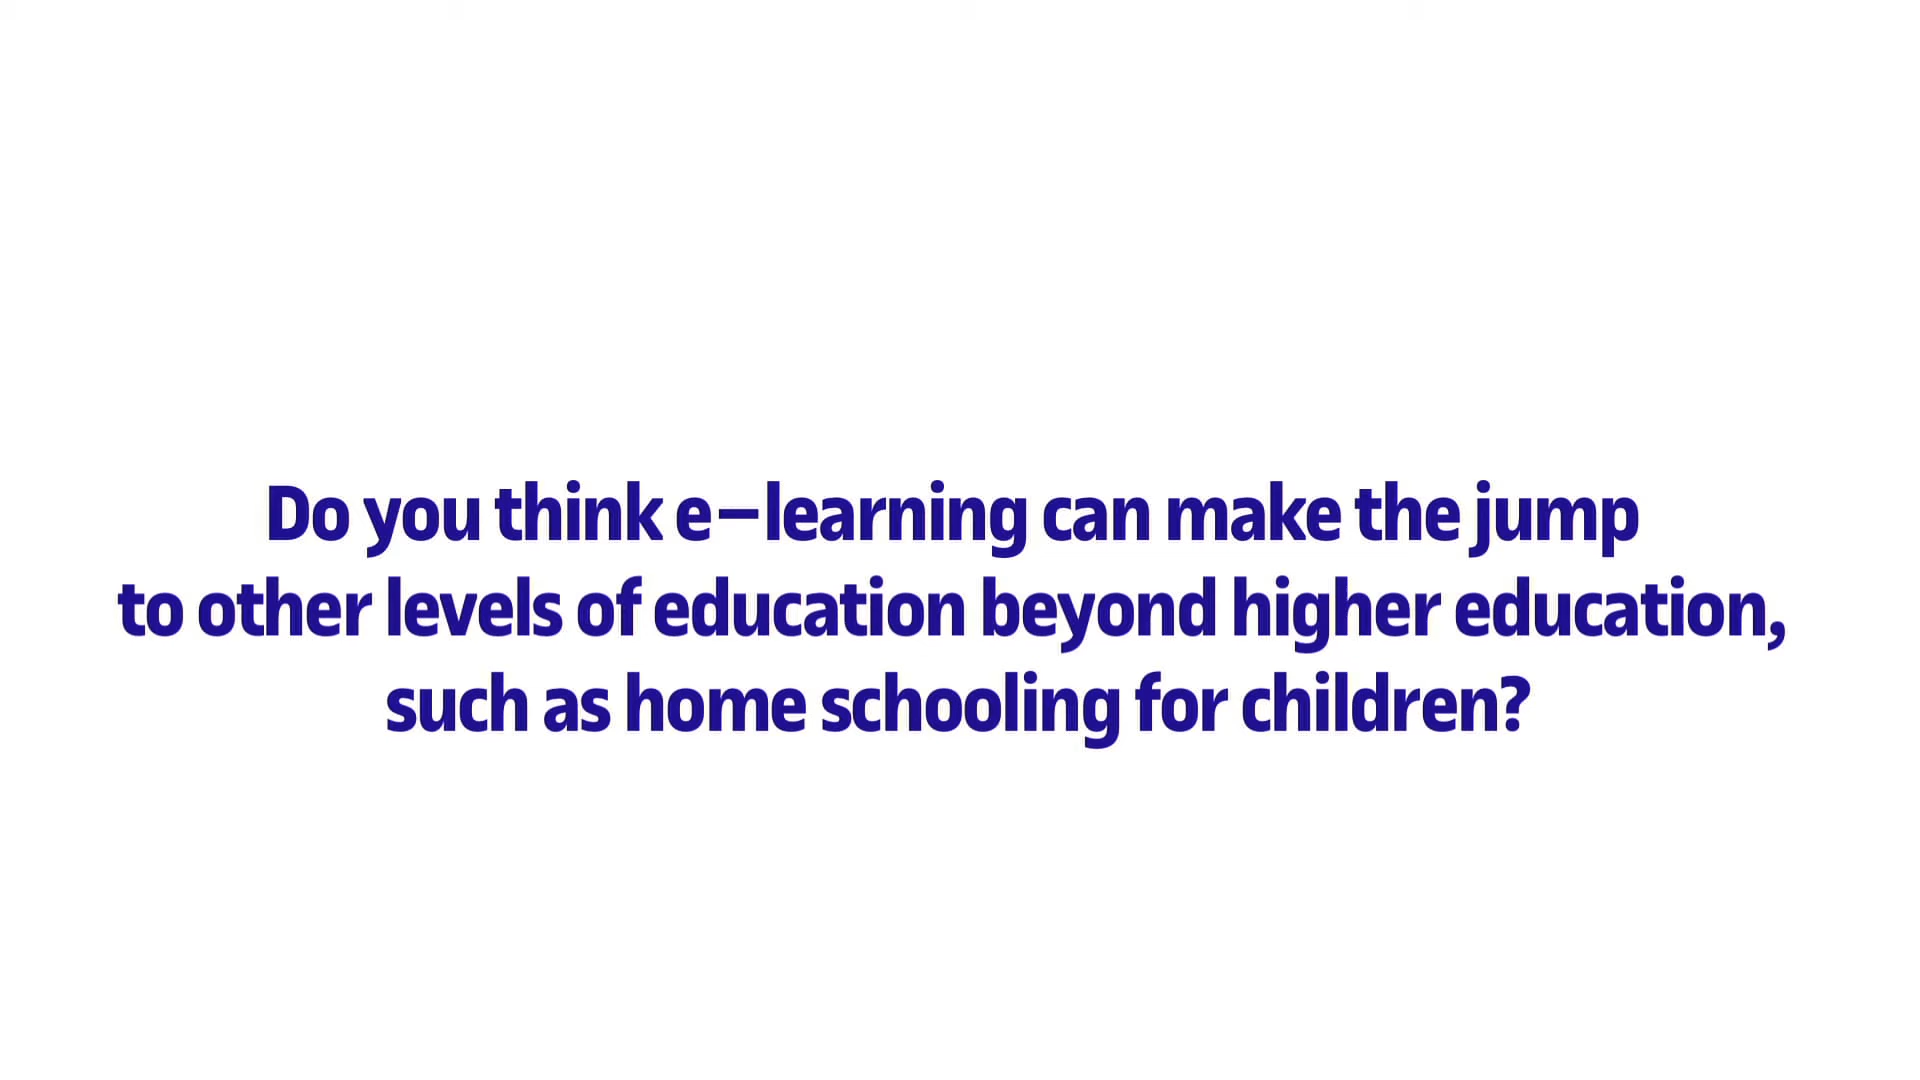 Do you think e–learning can make the jump
to other levels of education beyond higher education,
such as home schooling for children?